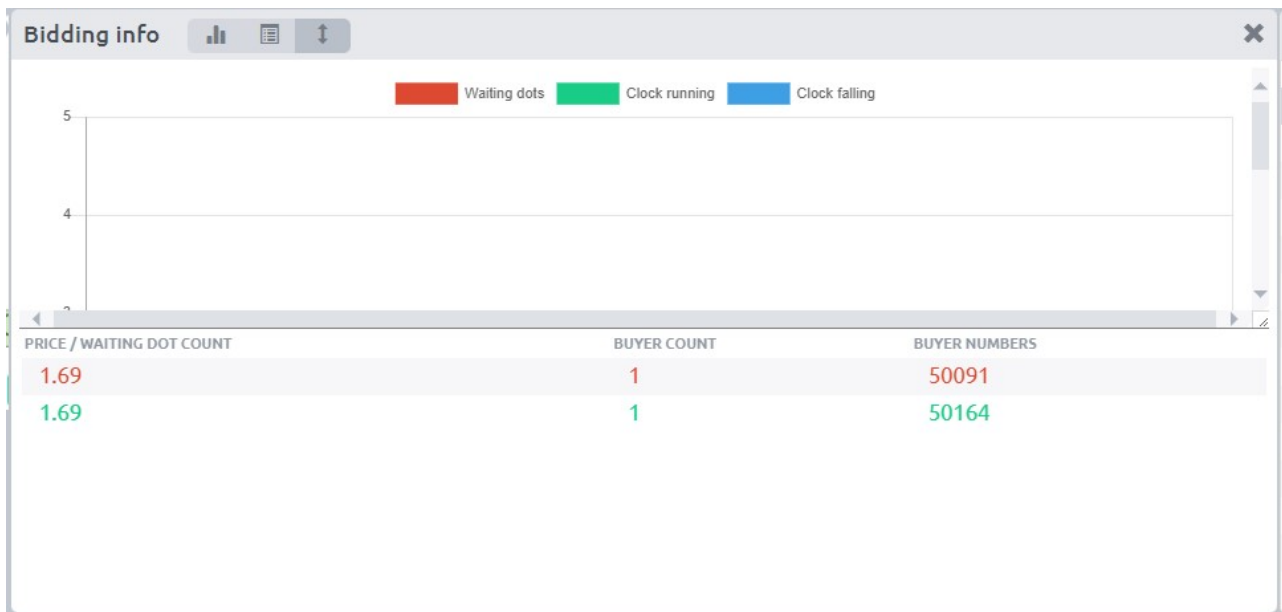 Bidding info
Waiting dots Clock running Clock falling
5
4
PRICE / WAITING DOT COUNT BUYER COUNT BUYER NUMBERS
1.69 1 50091
1.69 1 50164